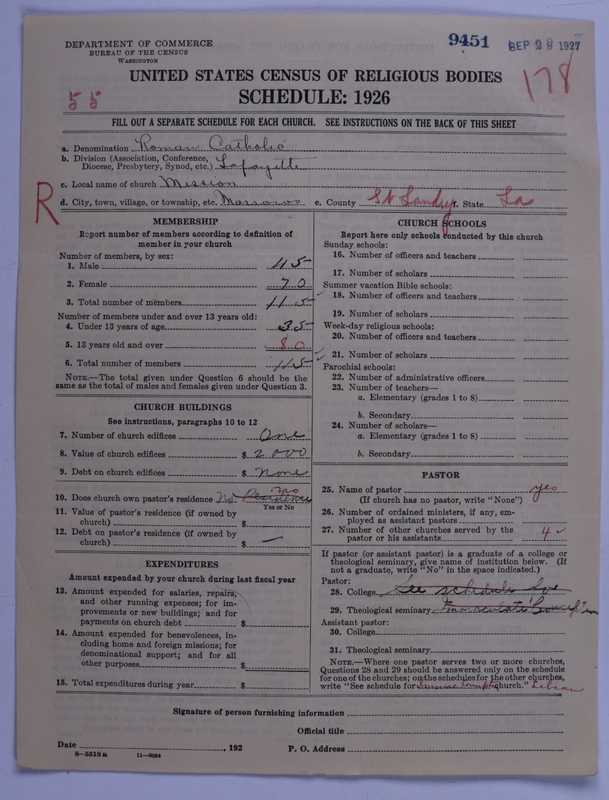 DEPARTMENT OF COMMERCE
BUREAU OF THE CENSUS
WASHINGTON
9451
SEP 29 1927
178
UNITED STATES CENSUS OF RELIGIOUS BODIES
SCHEDULE: 1926
55
FILL OUT A SEPARATE SCHEDULE FOR EACH CHURCH. SEE INSTRUCTIONS ON THE BACK OF THIS SHEET
a. Denomination Roman Catholic
b. Division (Association, Conference, Diocese, Presbytery, Synod, etc.) Lafayette
c. Local name of church Mission
R
d. City, town, village, or township, etc. e. County St Landry f. State La
MEMBERSHIP
Report number of members according to definition of
member in your church
Number of members, by sex:
1. Male 45
2. Female 70
3. Total number of members 115
Number of members under and over 13 years old:
4. Under 13 years of age 35
5. 13 years old and over 80
6. Total number of members 115
NOTE.—The total given under Question 6 should be
same as the total of males and females given under Question 3.
CHURCH BUILDINGS
See instructions, paragraphs 10 to 12
7. Number of church edifices One
8. Value of church edifices $ 2000
9. Debt on church edifices $ None
10. Does church own pastor's residence No Residence No
Yes or No
11. Value of pastor's residence (if owned by
church) $
12. Debt on pastor's residence (if owned by
church) $ —
EXPENDITURES
Amount expended by your church during last fiscal year
13. Amount expended for salaries, repairs,
and other running expenses; for im-
provements or new buildings; and for
payments on church debt $
14. Amount expended for benevolences, in-
cluding home and foreign missions; for
denominational support; and for all
other purposes $
15. Total expenditures during year $
CHURCH SCHOOLS
Report here only schools conducted by this church
Sunday schools:
16. Number of officers and teachers
17. Number of scholars
Summer vacation Bible schools:
18. Number of officers and teachers
19. Number of scholars
Week-day religious schools:
20. Number of officers and teachers
21. Number of scholars
Parochial schools:
22. Number of administrative officers
23. Number of teachers—
a. Elementary (grades 1 to 8)
b. Secondary
24. Number of scholars—
a. Elementary (grades 1 to 8)
b. Secondary
PASTOR
25. Name of pastor yes
(If church has no pastor, write "None")
26. Number of ordained ministers, if any, em-
ployed as assistant pastors
27. Number of other churches served by the
pastor or his assistants 4
If pastor (or assistant pastor) is a graduate of a college or
theological seminary, give name of institution below. (If
not a graduate, write "No" in the space indicated.)
Pastor:
28. College See schedule for
29. Theological seminary Immaculate Conception
Assistant pastor:
30. College
31. Theological seminary
NOTE.—Where one pastor serves two or more churches,
Questions 28 and 29 should be answered only on the schedule
for one of the churches; on the schedules for the other churches,
write "See schedule for church." Lebeau
Signature of person furnishing information
Official title
Date , 192 P. O. Address
8—5518a 11—9064